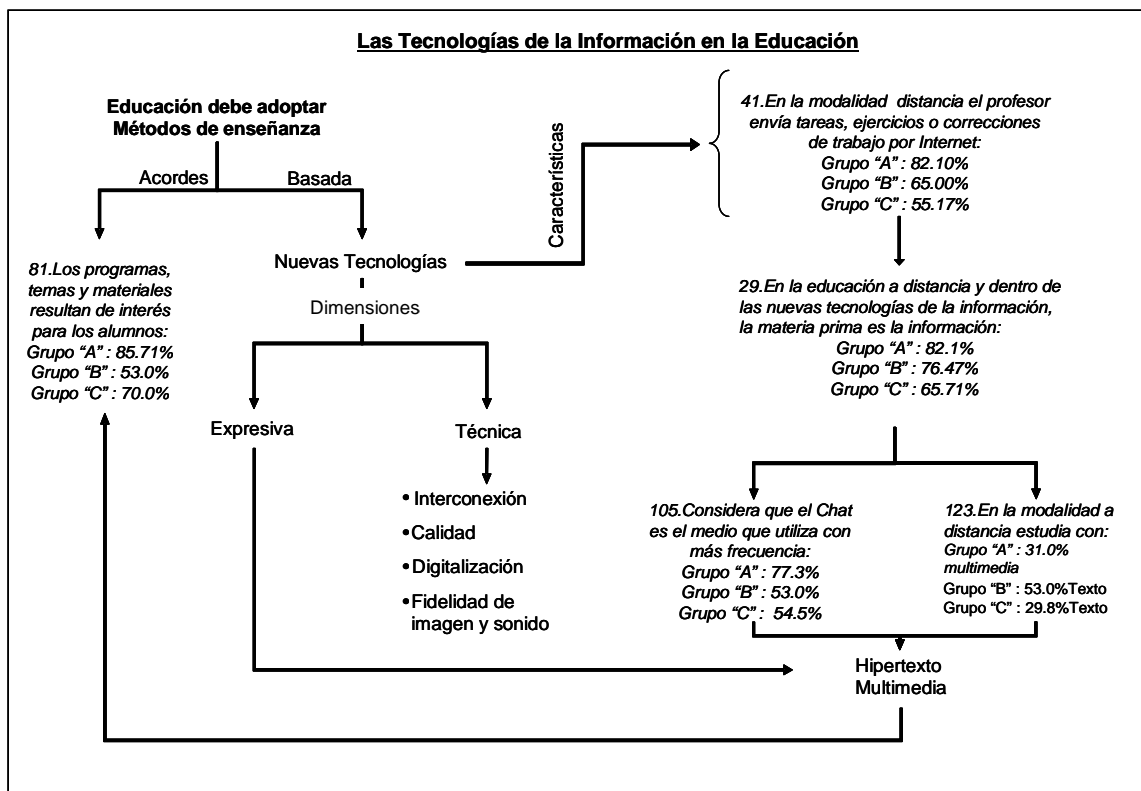 Las Tecnologías de la Información en la Educación
Educación debe adoptar
Métodos de enseñanza
Acordes
Basada
81.Los programas,
temas y materiales
resultan de interés
para los alumnos:
Grupo “A” : 85.71%
Grupo “B” : 53.0%
Grupo “C” : 70.0%
Nuevas Tecnologías
Dimensiones
Expresiva
Técnica
• Interconexión
• Calidad
• Digitalización
• Fidelidad de
imagen y sonido
Características
41.En la modalidad distancia el profesor
envía tareas, ejercicios o correcciones
de trabajo por Internet:
Grupo “A” : 82.10%
Grupo “B” : 65.00%
Grupo “C” : 55.17%
29.En la educación a distancia y dentro de
las nuevas tecnologías de la información,
la materia prima es la información:
Grupo “A” : 82.1%
Grupo “B” : 76.47%
Grupo “C” : 65.71%
105.Considera que el Chat
es el medio que utiliza con
más frecuencia:
Grupo “A” : 77.3%
Grupo “B” : 53.0%
Grupo “C” : 54.5%
123.En la modalidad a
distancia estudia con:
Grupo “A” : 31.0%
multimedia
Grupo “B” : 53.0%Texto
Grupo “C” : 29.8%Texto
Hipertexto
Multimedia